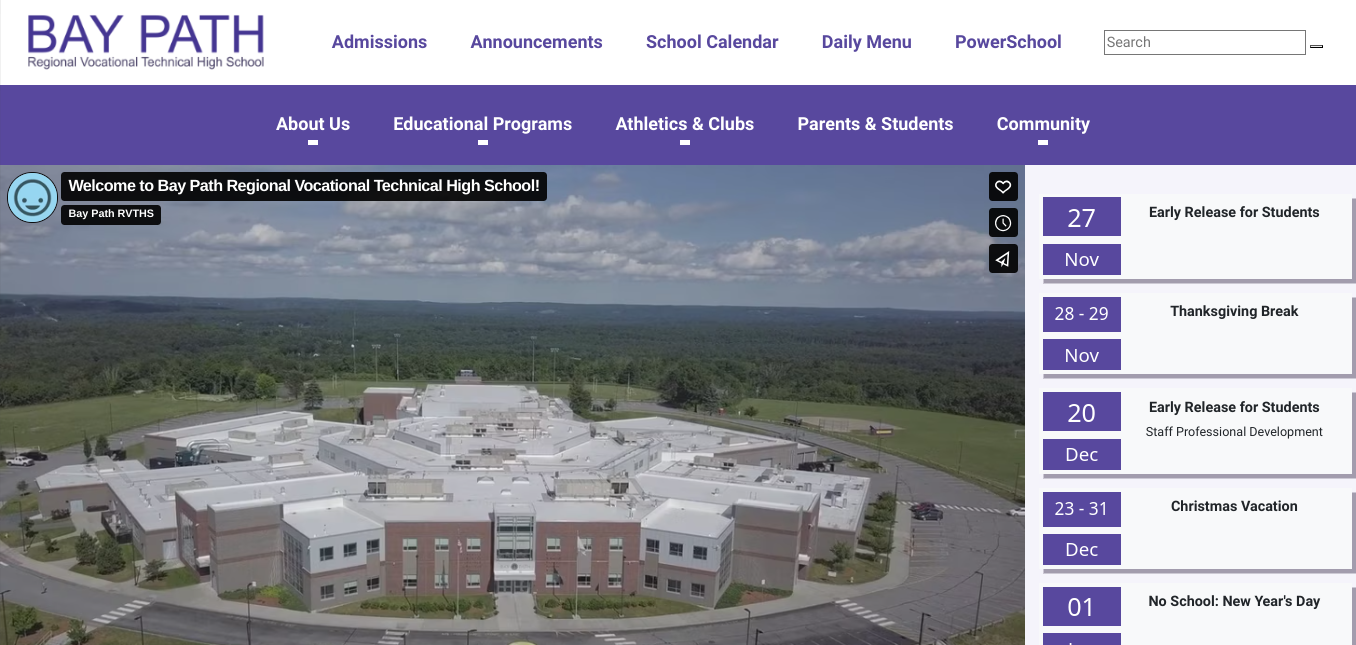 BAY PATH
Regional Vocational Technical High School
Admissions
Announcements
School Calendar
Daily Menu
PowerSchool
Search
About Us
Educational Programs
Athletics & Clubs
Parents & Students
Community
Welcome to Bay Path Regional Vocational Technical High School!
Bay Path RVTHS
27
Nov
Early Release for Students
28 - 29
Nov
Thanksgiving Break
20
Dec
Early Release for Students
Staff Professional Development
23 - 31
Dec
Christmas Vacation
01
No School: New Year's Day